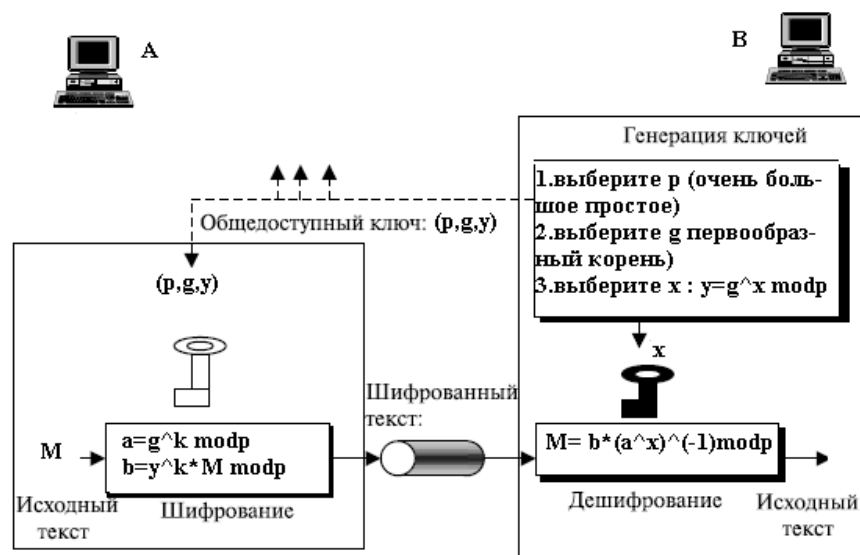 A
B
Генерация ключей
1.выберите p (очень боль-
шое простое)
2.выберите g первообраз-
ный корень)
3.выберите x : y=g^x modp
Общедоступный ключ: (p,g,y)
(p,g,y)
x
Шифрованный
текст:
M
a=g^k modp
b=y^k*M modp
M= b*(a^x)^(-1)modp
Исходный
текст
Шифрование
Дешифрование
Исходный
текст